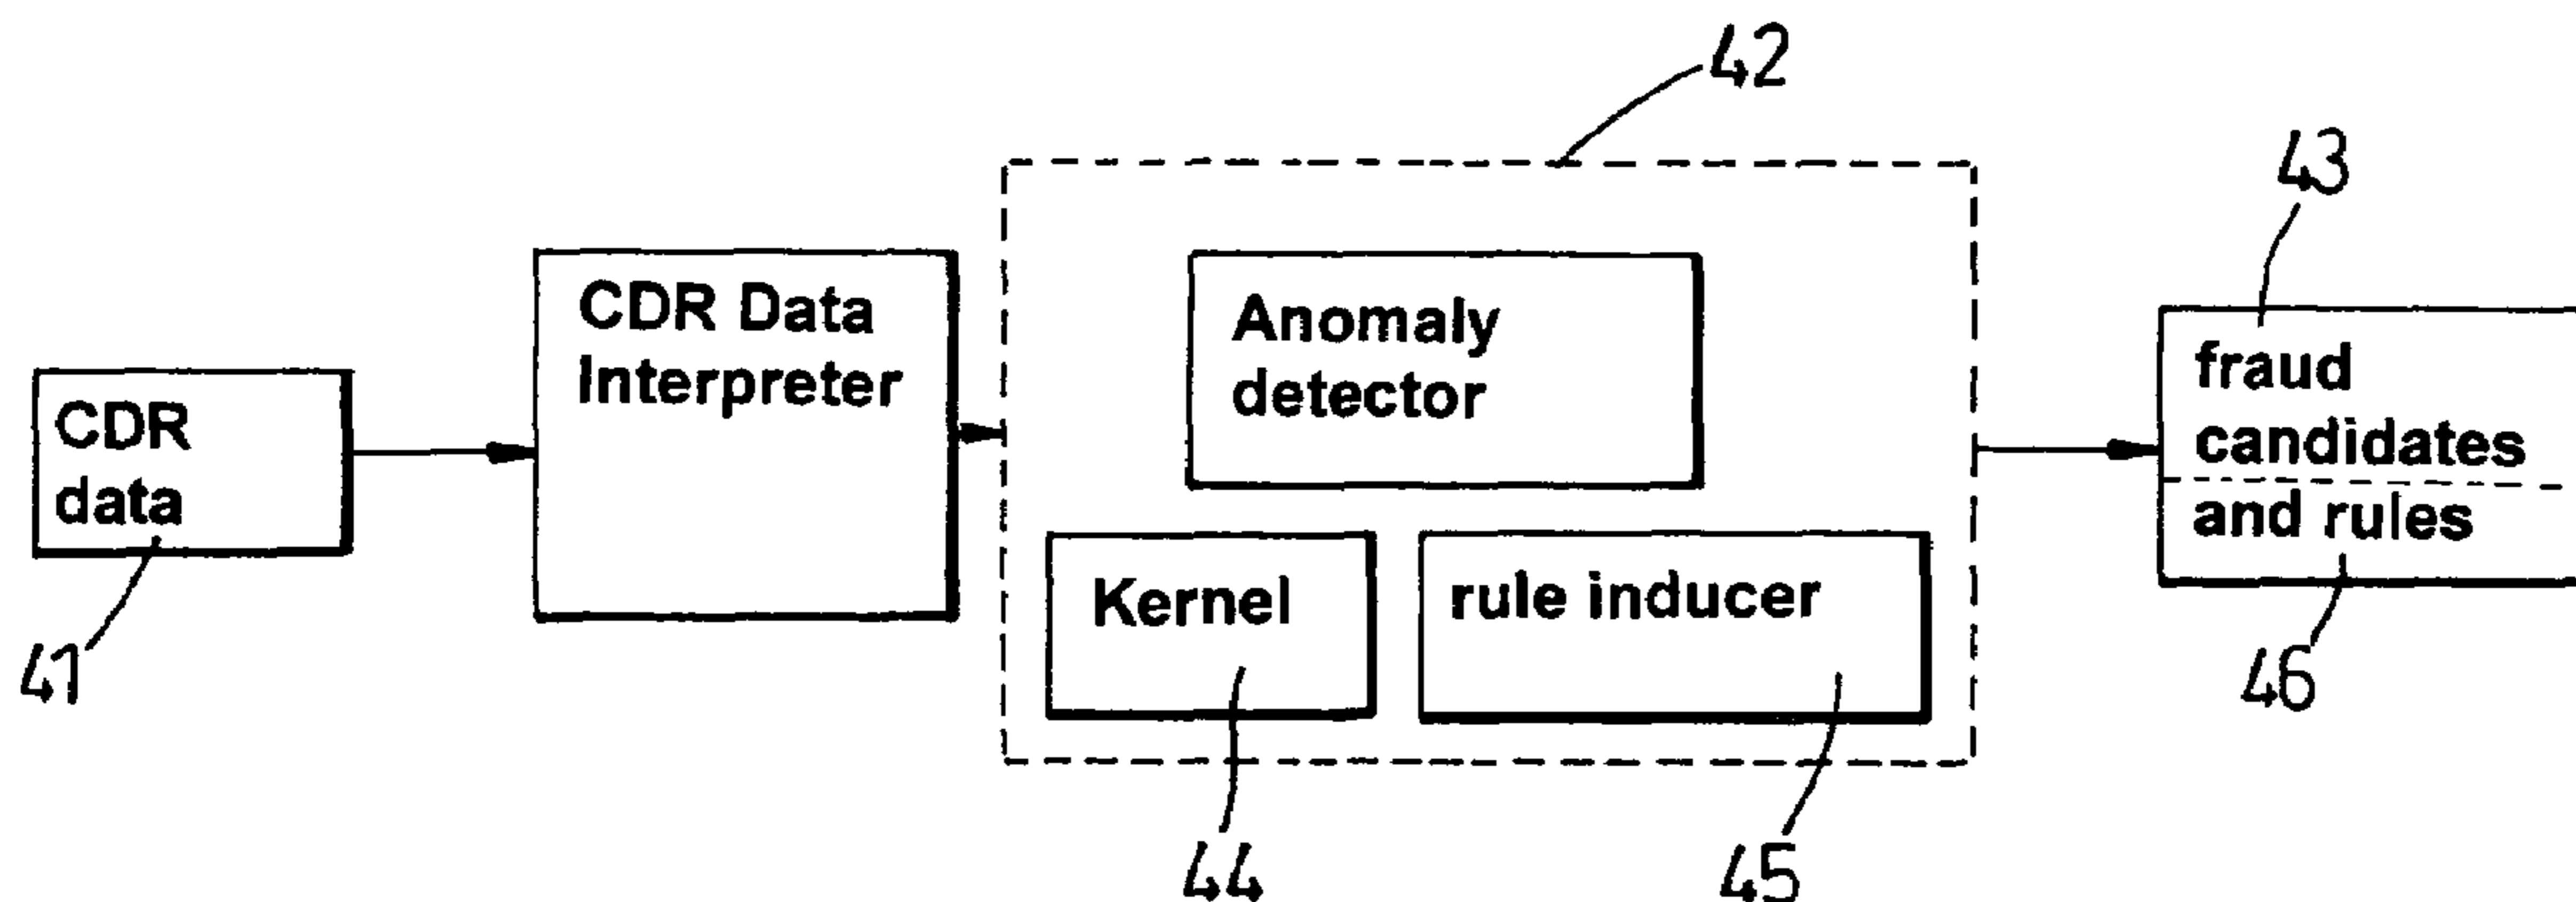 42
43
CDR Data
Interpreter
Anomaly
detector
fraud
candidates
and rules
CDR
data
Kernel
rule inducer
41
46
44
45